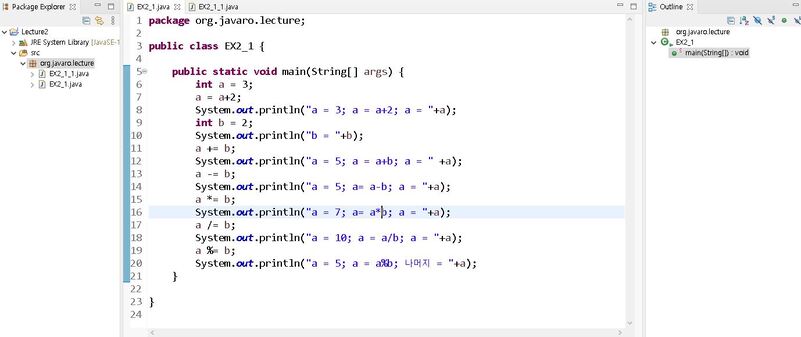 Package Explorer
Lecture2
JRE System Library [JavaSE-1
src
org.javaro.lecture
EX2_1_1.java
EX2_1.java
EX2_1.java
EX2_1_1.java
1 package org.javaro.lecture;
2
3 public class EX2_1 {
4
5 public static void main(String[] args) {
6 int a = 3;
7 a = a+2;
8 System.out.println("a = 3; a = a+2; a = "+a);
9 int b = 2;
10 System.out.println("b = "+b);
11 a += b;
12 System.out.println("a = 5; a = a+b; a = " +a);
13 a -= b;
14 System.out.println("a = 5; a= a-b; a = "+a);
15 a *= b;
16 System.out.println("a = 7; a= a*b; a = "+a);
17 a /= b;
18 System.out.println("a = 10; a = a/b; a = "+a);
19 a %= b;
20 System.out.println("a = 5; a = a%b; 나머지 = "+a);
21 }
22
23 }
24
Outline
org.javaro.lecture
EX2_1
main(String[]) : void